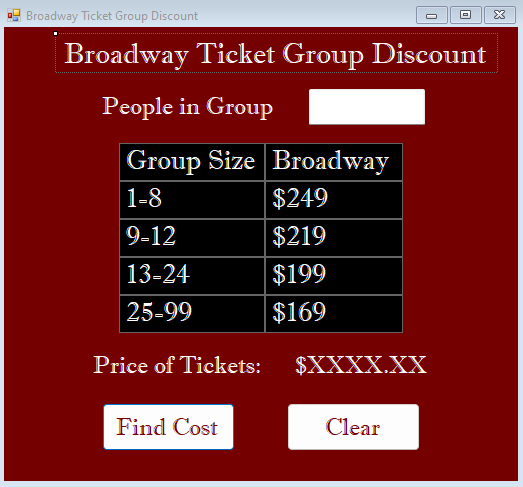 Broadway Ticket Group Discount
Broadway Ticket Group Discount
People in Group
Group Size Broadway
1-8 $249
9-12 $219
13-24 $199
25-99 $169
Price of Tickets: $XXXX.XX
Find Cost Clear